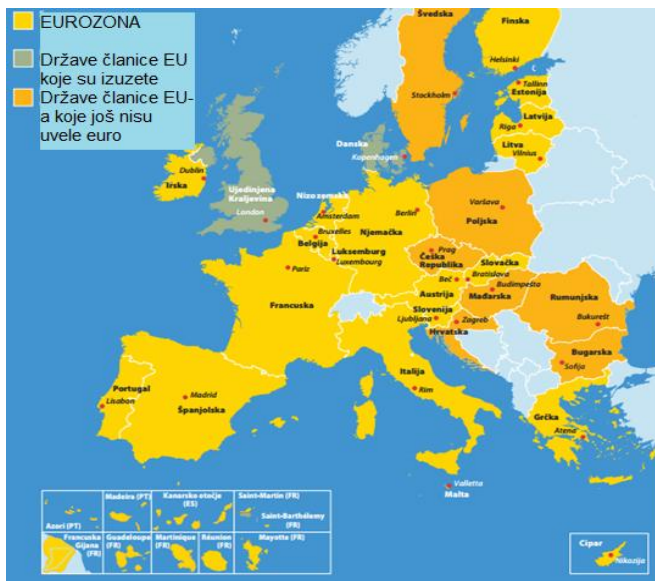 EUROZONA
Države članice EU
koje su izuzete
Države članice EU-
a koje još nisu
uvele euro
Švedska
Finska
Helsinki
Stockholm
Tallinn
Estonija
Latvija
Riga
Litva
Vilnius
Danska
Kopenhagen
Dublin
Irska
Ujedinjena
Kraljevina
London
Nizozemska
Amsterdam
Berlin
Varšava
Poljska
Bruxelles
Belgija
Njemačka
Luksemburg
Luxembourg
Prag
Češka
Republika
Slovačka
Pariz
Beč
Bratislava
Budimpešta
Austrija
Mađarska
Rumunjska
Francuska
Slovenija
Ljubljana
Zagreb
Hrvatska
Bukurešt
Bugarska
Sofija
Italija
Rim
Portugal
Madrid
Lisabon
Španjolska
Grčka
Atena
Valletta
Malta
Azori (PT)
Madeira (PT)
Kanarsko otočje
(ES)
Saint-Martin (FR)
Saint-Barthélemy
(FR)
Francuska
Gijana
(FR)
Guadeloupe
(FR)
Martinique
(FR)
Réunion
(FR)
Mayotte (FR)
Cipar
Nikozija